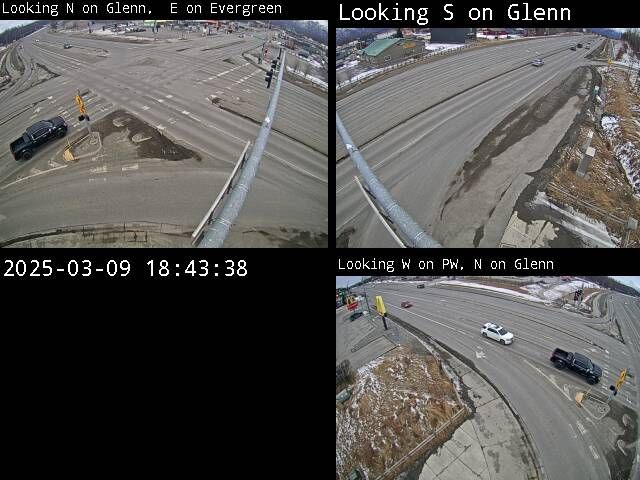 Looking N on Glenn,  E on Evergreen
Looking S on Glenn
2025-03-09 18:43:38
Looking W on PW, N on Glenn